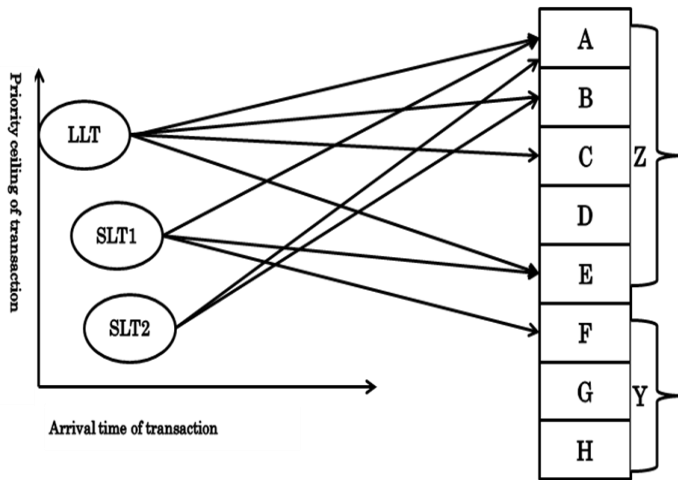 Priority ceiling of transaction
LLT
SLT1
SLT2
Arrival time of transaction
A
B
C
D
E
F
G
H
Z
Y